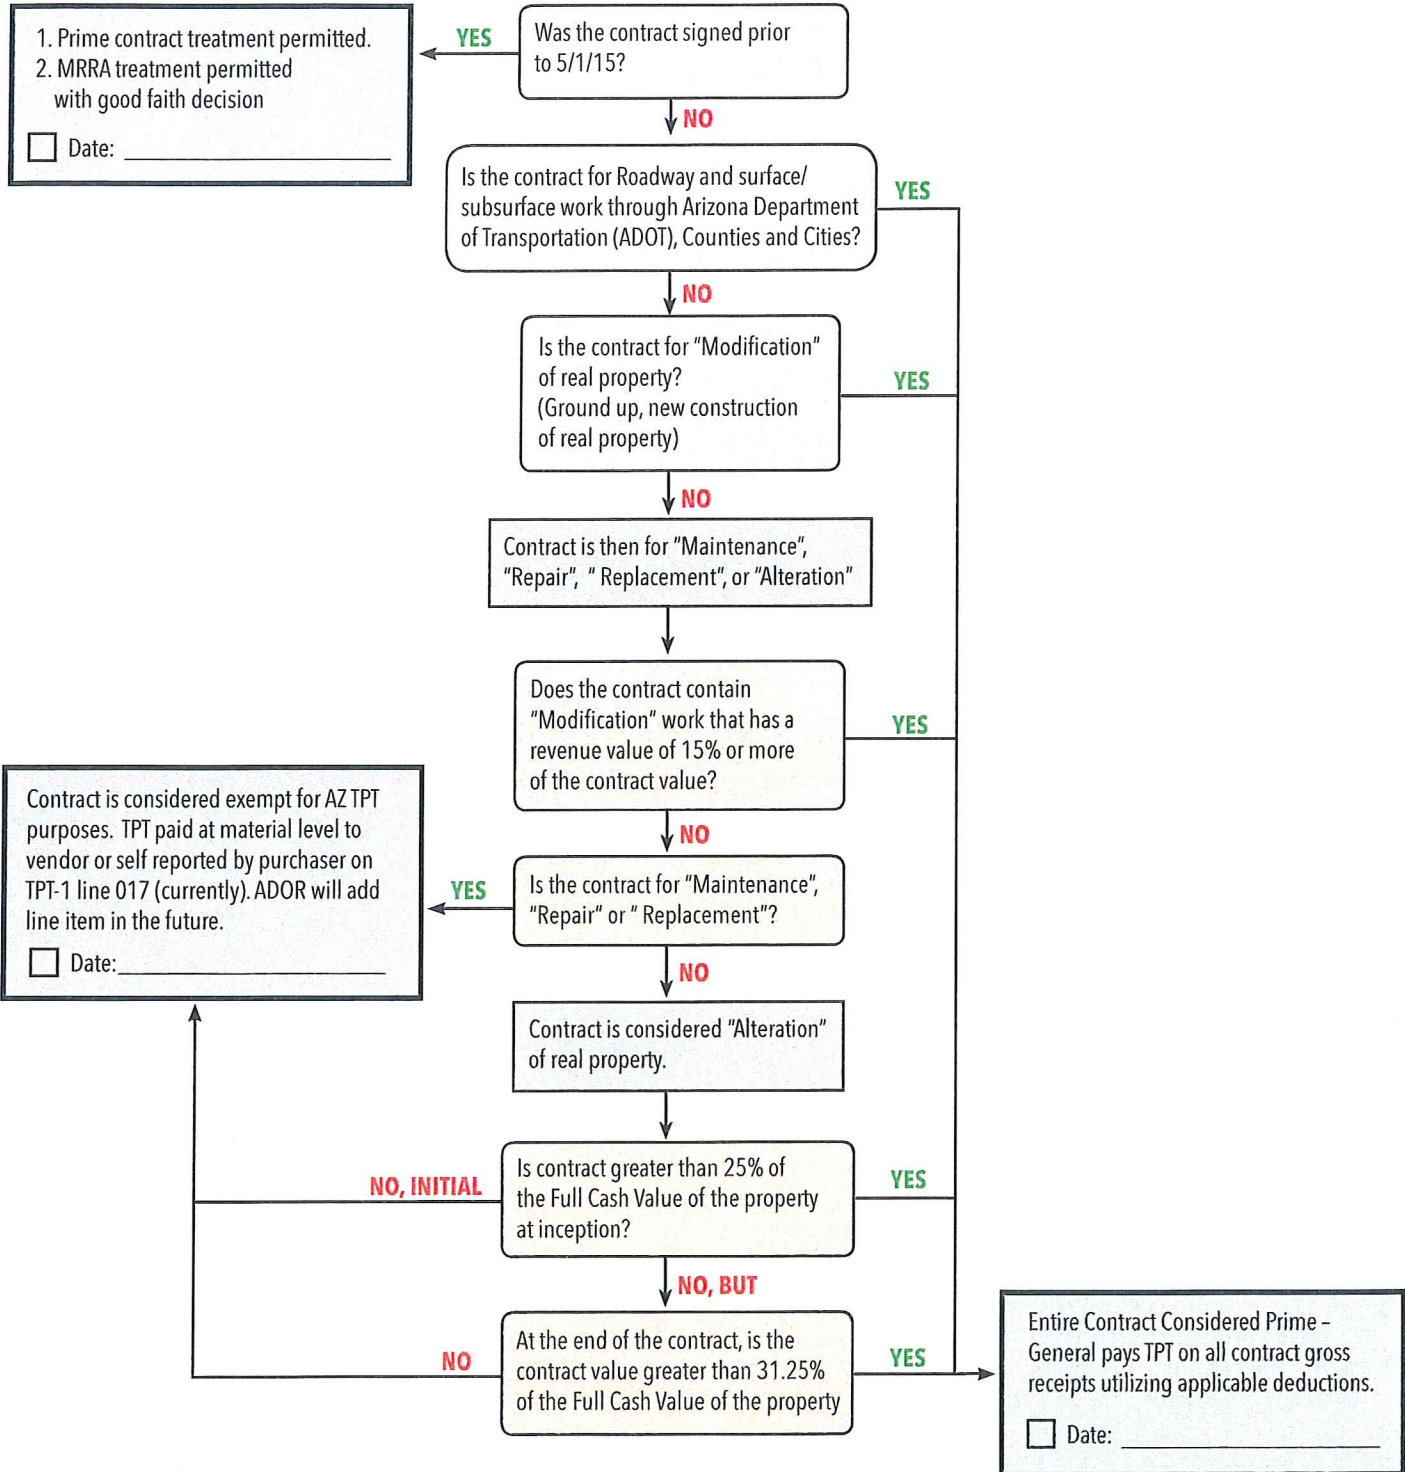 1. Prime contract treatment permitted.
2. MRRA treatment permitted
with good faith decision
Date:
YES
Was the contract signed prior
to 5/1/15?
NO
Is the contract for Roadway and surface/
subsurface work through Arizona Department
of Transportation (ADOT), Counties and Cities?
YES
NO
Is the contract for "Modification"
of real property?
(Ground up, new construction
of real property)
YES
NO
Contract is then for "Maintenance",
"Repair", " Replacement", or "Alteration"
Does the contract contain
"Modification" work that has a
revenue value of 15% or more
of the contract value?
YES
NO
Contract is considered exempt for AZ TPT
purposes. TPT paid at material level to
vendor or self reported by purchaser on
TPT-1 line 017 (currently). ADOR will add
line item in the future.
Date:
YES
Is the contract for "Maintenance",
"Repair" or " Replacement"?
NO
Contract is considered "Alteration"
of real property.
NO, INITIAL
Is contract greater than 25% of
the Full Cash Value of the property
at inception?
YES
NO, BUT
NO
At the end of the contract, is the
contract value greater than 31.25%
of the Full Cash Value of the property
YES
Entire Contract Considered Prime –
General pays TPT on all contract gross
receipts utilizing applicable deductions.
Date: